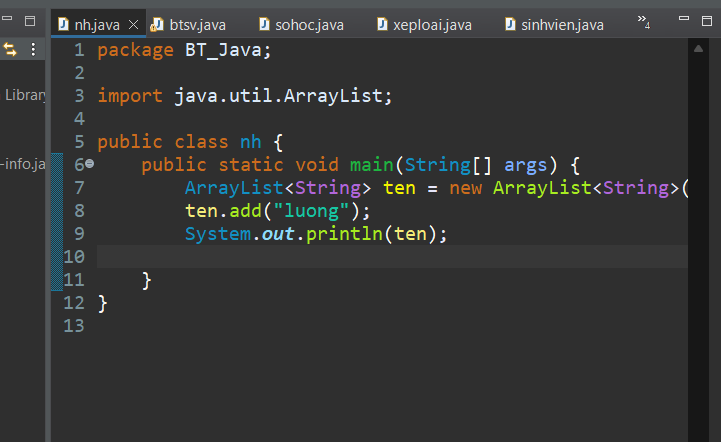 nh.java btsv.java sohoc.java xeploai.java sinhvien.java »4
Library
-info.ja
1 package BT_Java;
2
3 import java.util.ArrayList;
4
5 public class nh {
6 public static void main(String[] args) {
7 ArrayList<String> ten = new ArrayList<String>(
8 ten.add("luong");
9 System.out.println(ten);
10
11 }
12 }
13